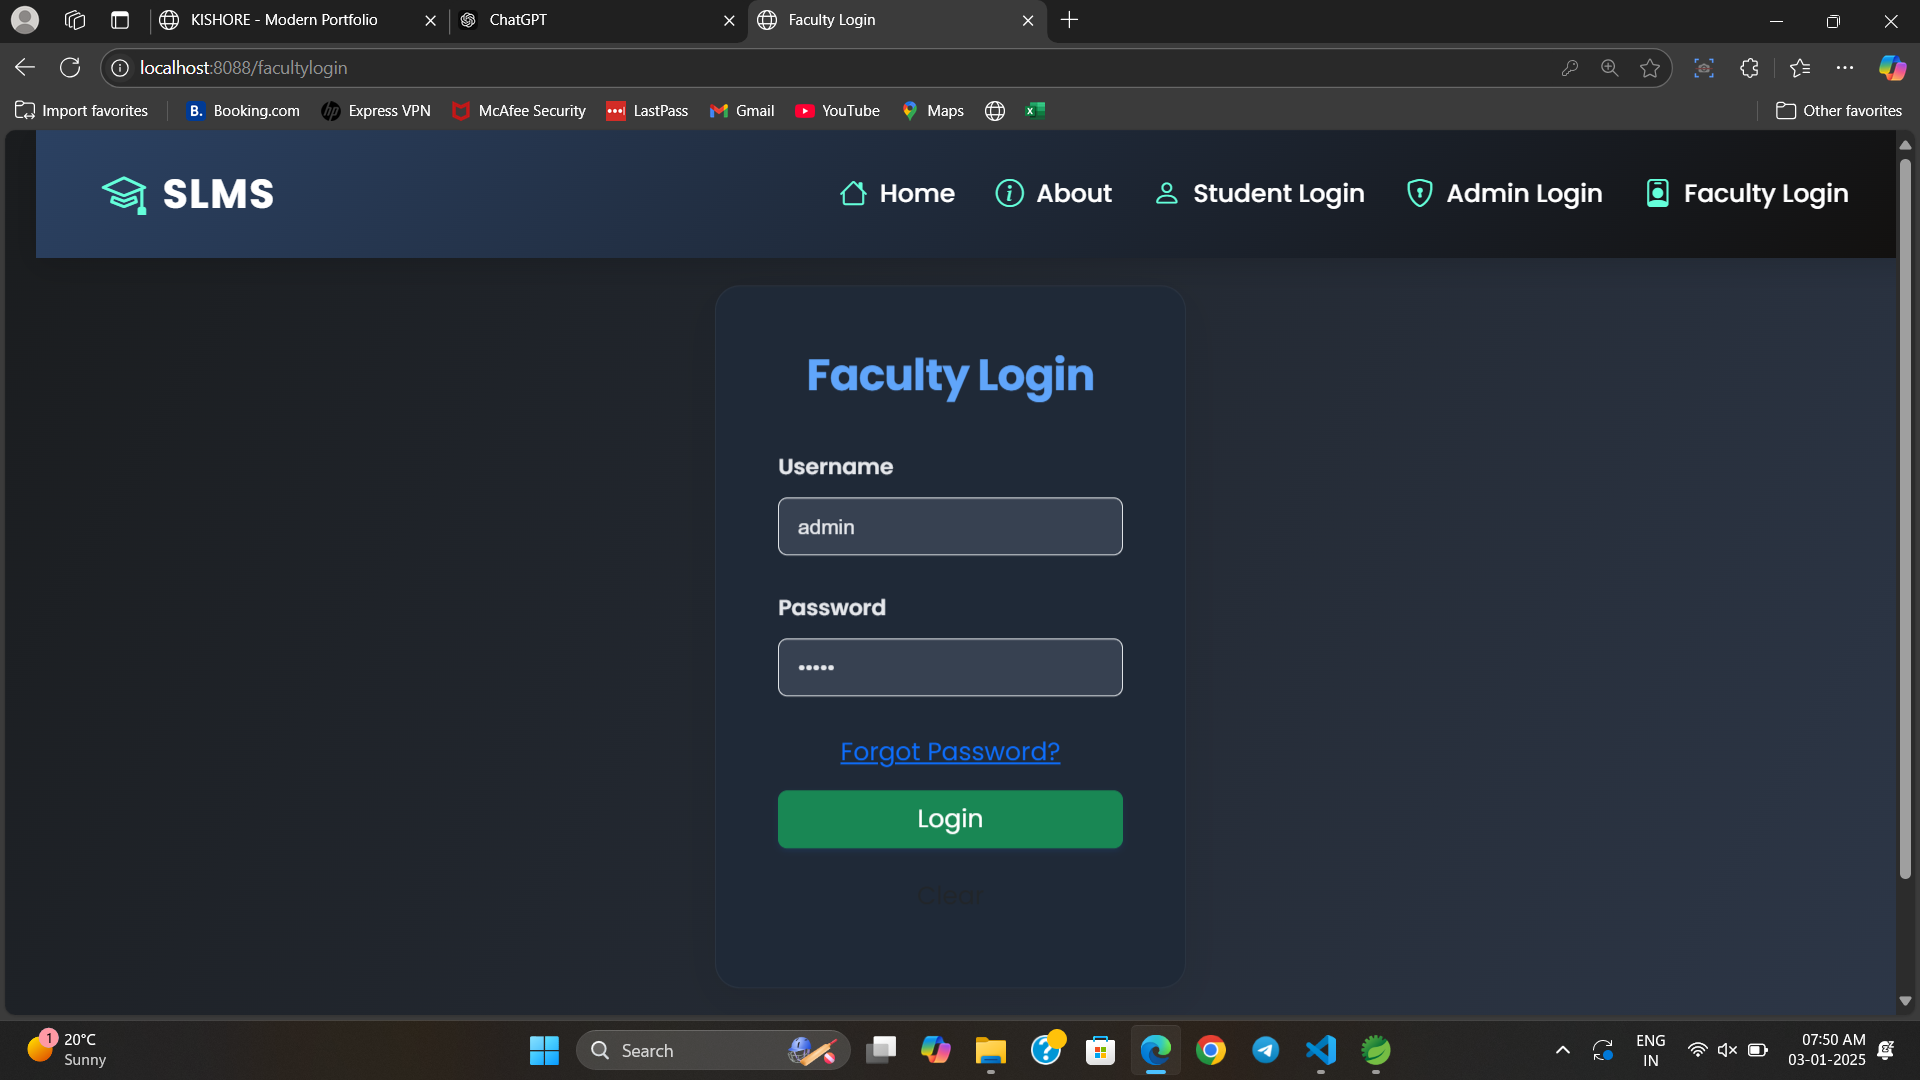 KISHORE - Modern Portfolio
ChatGPT
Faculty Login
localhost:8088/facultylogin
Import favorites
B. Booking.com
hp Express VPN
McAfee Security
LastPass
Gmail
YouTube
Maps
Other favorites
SLMS
Home
About
Student Login
Admin Login
Faculty Login
Faculty Login
Username
admin
Password
•••••
Forgot Password?
Login
Clear
1
20°C
Sunny
Search
ENG
IN
07:50 AM
03-01-2025